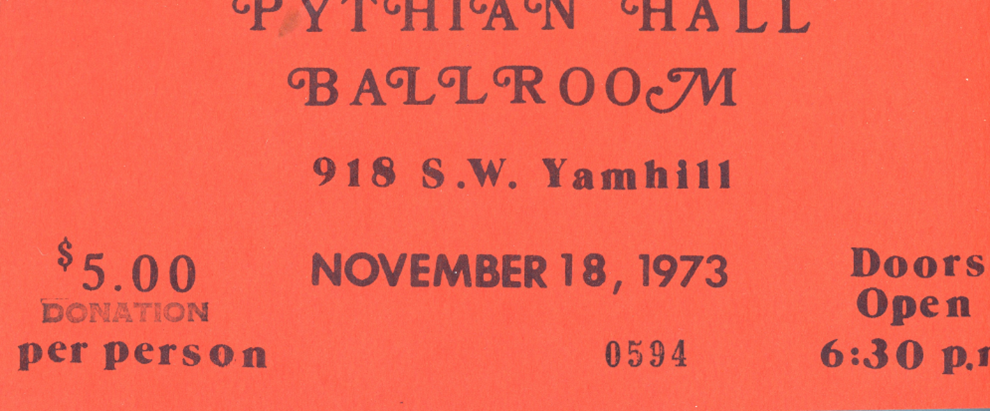 PYTHIAN HALL
BALLROOM
918 S.W. Yamhill
$5.00
DONATION
per person
NOVEMBER 18, 1973
0594
Doors
Open
6:30 p.m